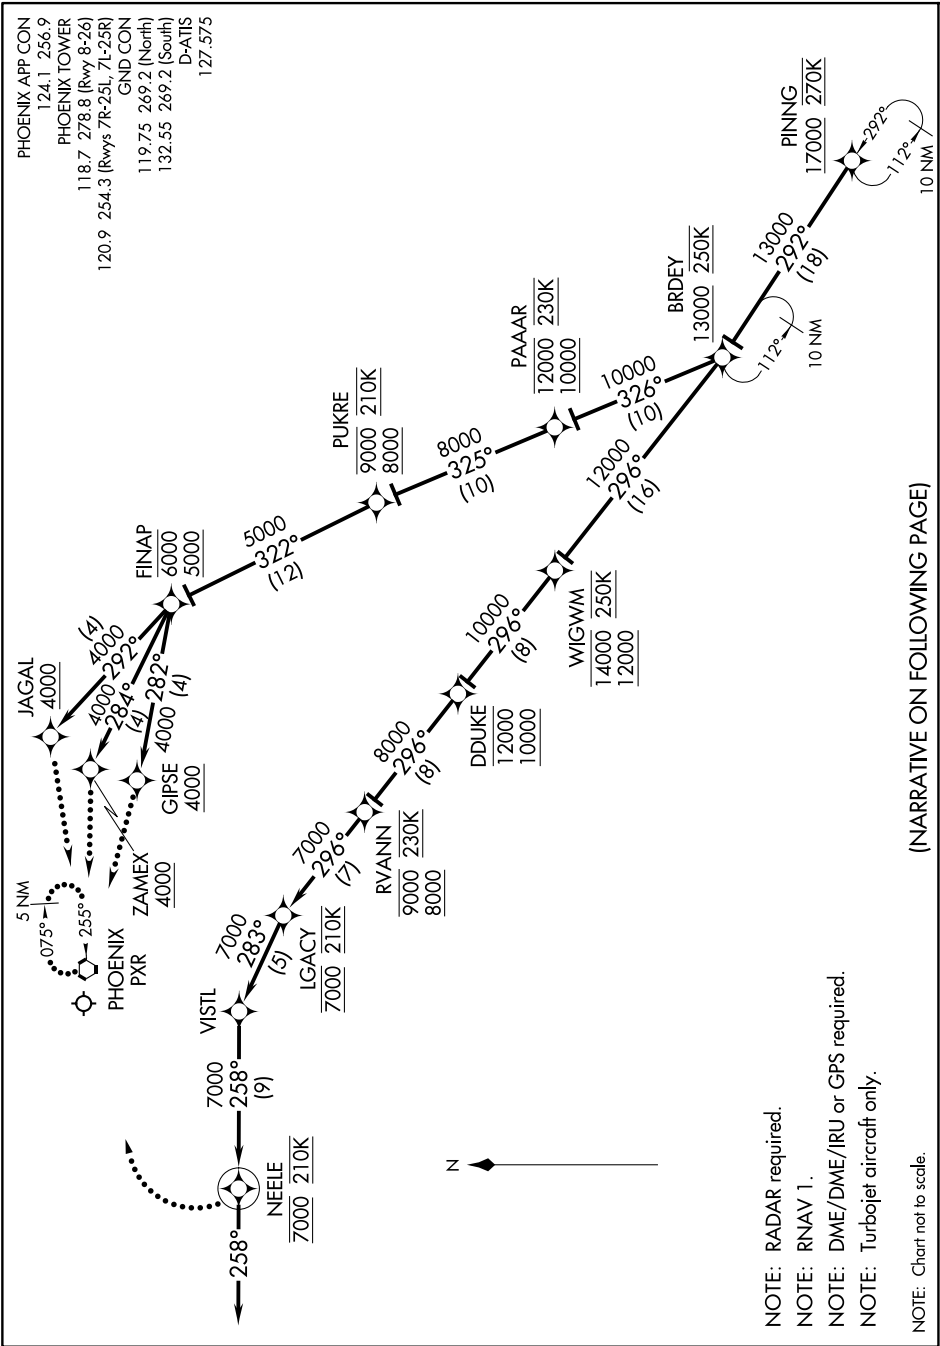 PHOENIX APP CON
124.1 256.9
PHOENIX TOWER
118.7 278.8 (Rwy 8-26)
120.9 254.3 (Rwys 7R-25L, 7L-25R)
GND CON
119.75 269.2 (North)
132.55 269.2 (South)
D-ATIS
127.575
PINNG
17000 270K
292°
112°
10 NM
13000
292°
(18)
BRDEY
13000 250K
112°
10 NM
10000
326°
(10)
PAAAR
12000 230K
10000
8000
325°
(10)
PUKRE
9000 210K
8000
5000
322°
(12)
FINAP
6000
5000
(4)
4000
292°
4000
284°
(4)
4000
282°
(4)
JAGAL
4000
GIPSE
4000
ZAMEX
4000
5 NM
075°
255°
PHOENIX
PXR
12000
296°
(16)
WIGWM
14000 250K
12000
10000
296°
(8)
DDUKE
12000
10000
8000
296°
(8)
RVANN
9000 230K
8000
7000
296°
(7)
LGACY
7000 210K
7000
283°
(5)
VISTL
7000
258°
(9)
NEELE
7000 210K
258°
N
NOTE: RADAR required.
NOTE: RNAV 1.
NOTE: DME/DME/IRU or GPS required.
NOTE: Turbojet aircraft only.
NOTE: Chart not to scale.
(NARRATIVE ON FOLLOWING PAGE)